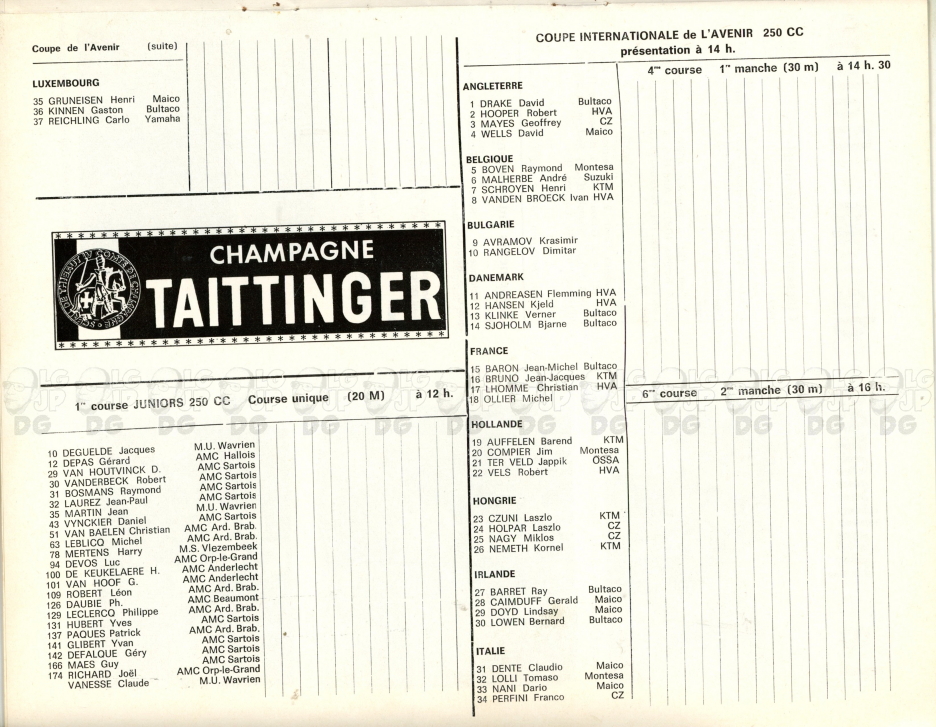 Coupe de l'Avenir (suite)
LUXEMBOURG
35 GRUNEISEN Henri Maico
36 KINNEN Gaston Bultaco
37 REICHLING Carlo Yamaha
CHAMPAGNE
TAITTINGER
1re course JUNIORS 250 CC Course unique (20 M) à 12 h.
10 DEGUELDE Jacques M.U. Wavrien
12 DEPAS Gérard AMC Hallois
29 VAN HOUTVINCK D. AMC Sartois
30 VANDERBECK Robert AMC Sartois
31 BOSMANS Raymond AMC Sartois
32 LAUREZ Jean-Paul AMC Sartois
35 MARTIN Jean M.U. Wavrien
43 VYNCKIER Daniel AMC Sartois
51 VAN BAELEN Christian AMC Ard. Brab.
63 LEBLICQ Michel AMC Ard. Brab.
78 MERTENS Harry M.S. Vlezembeek
94 DEVOS Luc AMC Orp-le-Grand
100 DE KEUKELAERE H. AMC Anderlecht
101 VAN HOOF G. AMC Anderlecht
109 ROBERT Léon AMC Ard. Brab.
126 DAUBIE Ph. AMC Beaumont
129 LECLERCQ Philippe AMC Ard. Brab.
131 HUBERT Yves AMC Sartois
137 PAQUES Patrick AMC Ard. Brab.
141 GLIBERT Yvan AMC Sartois
142 DEFALQUE Géry AMC Sartois
166 MAES Guy AMC Sartois
174 RICHARD Joël AMC Orp-le-Grand
VANESSE Claude M.U. Wavrien
COUPE INTERNATIONALE de L'AVENIR 250 CC
présentation à 14 h.
4me course 1re manche (30 m) à 14 h. 30
ANGLETERRE
1 DRAKE David Bultaco
2 HOOPER Robert HVA
3 MAYES Geoffrey CZ
4 WELLS David Maico
BELGIQUE
5 BOVEN Raymond Montesa
6 MALHERBE André Suzuki
7 SCHROYEN Henri KTM
8 VANDEN BROECK Ivan HVA
BULGARIE
9 AVRAMOV Krasimir
10 RANGELOV Dimitar
DANEMARK
11 ANDREASEN Flemming HVA
12 HANSEN Kjeld HVA
13 KLINKE Verner Bultaco
14 SJOHOLM Bjarne Bultaco
FRANCE
15 BARON Jean-Michel Bultaco
16 BRUNO Jean-Jacques KTM
17 LHOMME Christian HVA
18 OLLIER Michel
6me course 2me manche (30 m) à 16 h.
HOLLANDE
19 AUFFELEN Barend KTM
20 COMPIER Jim Montesa
21 TER VELD Jappik OSSA
22 VELS Robert HVA
HONGRIE
23 CZUNI Laszlo KTM
24 HOLPAR Laszlo CZ
25 NAGY Miklos CZ
26 NEMETH Kornel KTM
IRLANDE
27 BARRET Ray Bultaco
28 CAIMDUFF Gerald Maico
29 DOYD Lindsay Maico
30 LOWEN Bernard Bultaco
ITALIE
31 DENTE Claudio Maico
32 LOLLI Tomaso Montesa
33 NANI Dario Maico
34 PERFINI Franco CZ